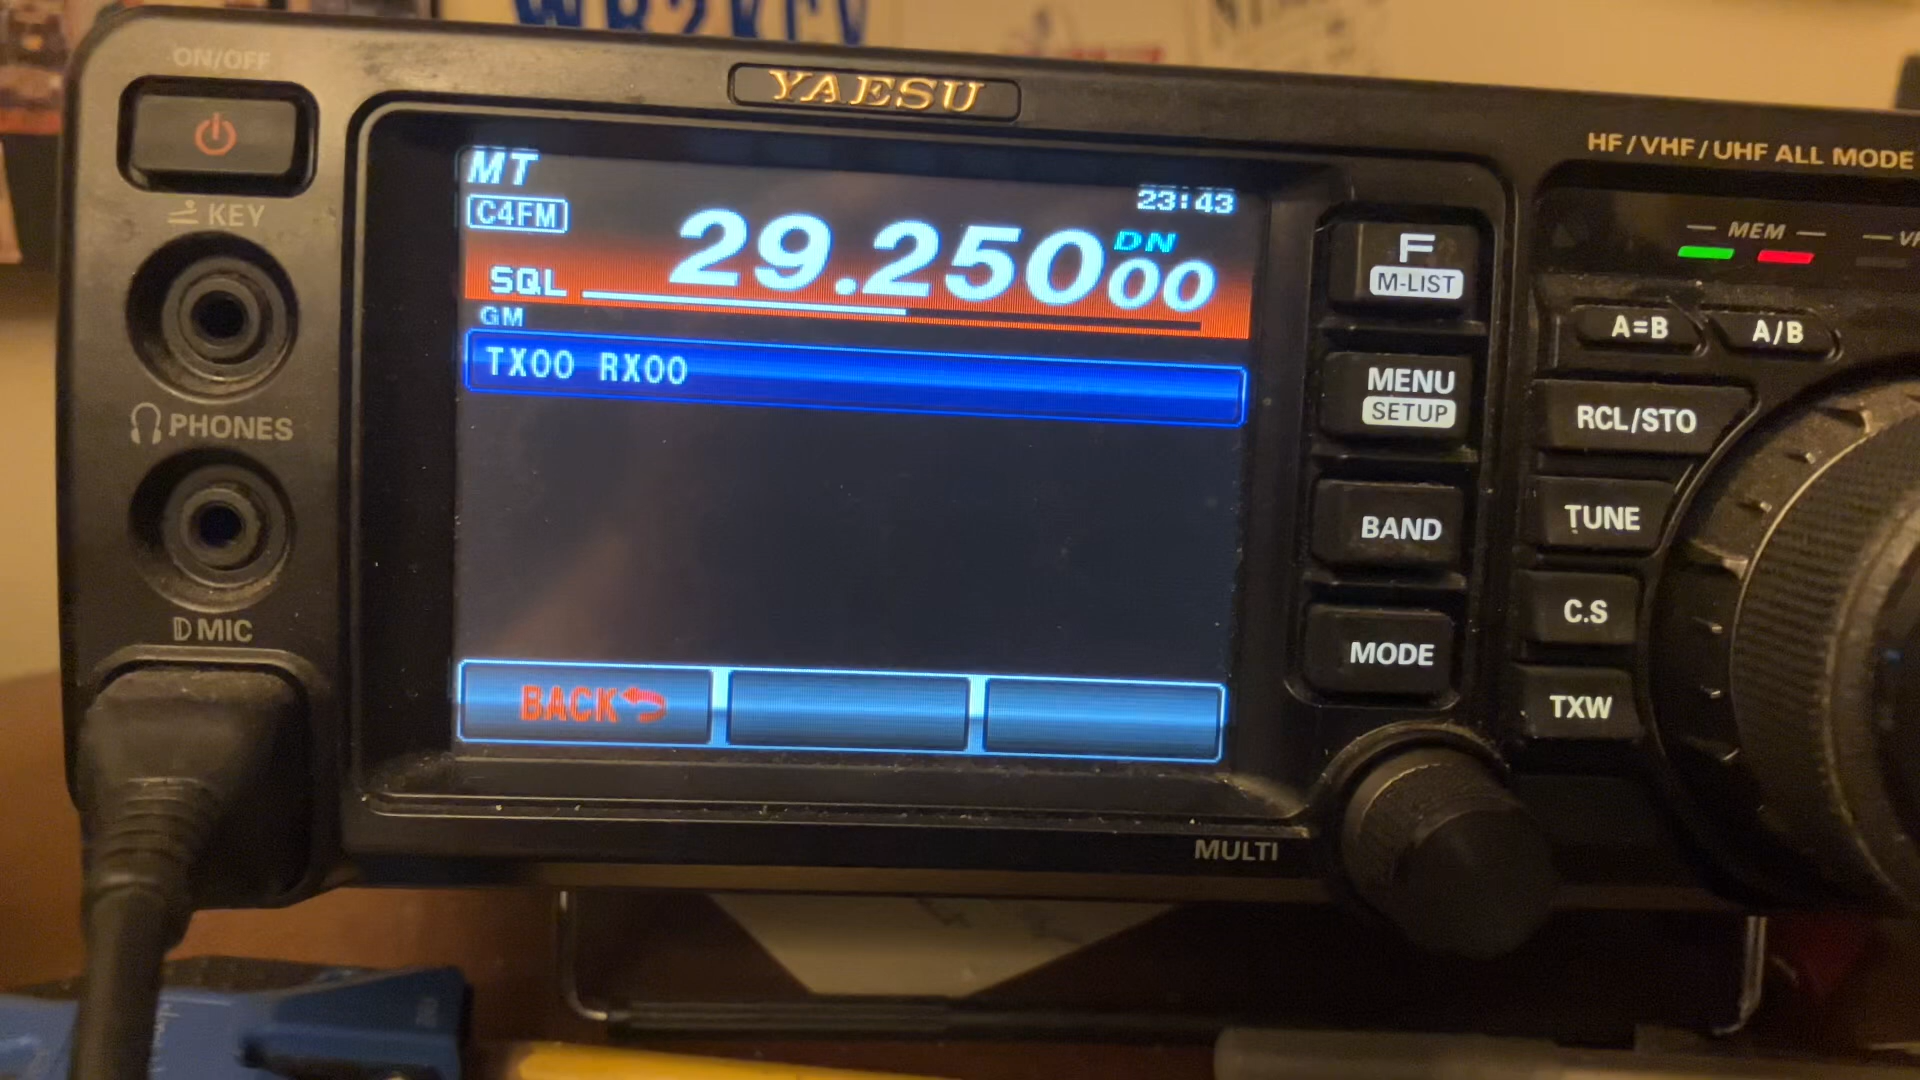 WB2KCV
ON/OFF
YAESU
HF/VHF/UHF ALL MODE
KEY
PHONES
MIC
MT
C4FM
23:43
29.25000
DN
SQL
GM
TX00 RX00
BACK
F
M-LIST
MENU
SETUP
BAND
MODE
MULTI
MEM
A=B
A/B
RCL/STO
TUNE
C.S
TXW